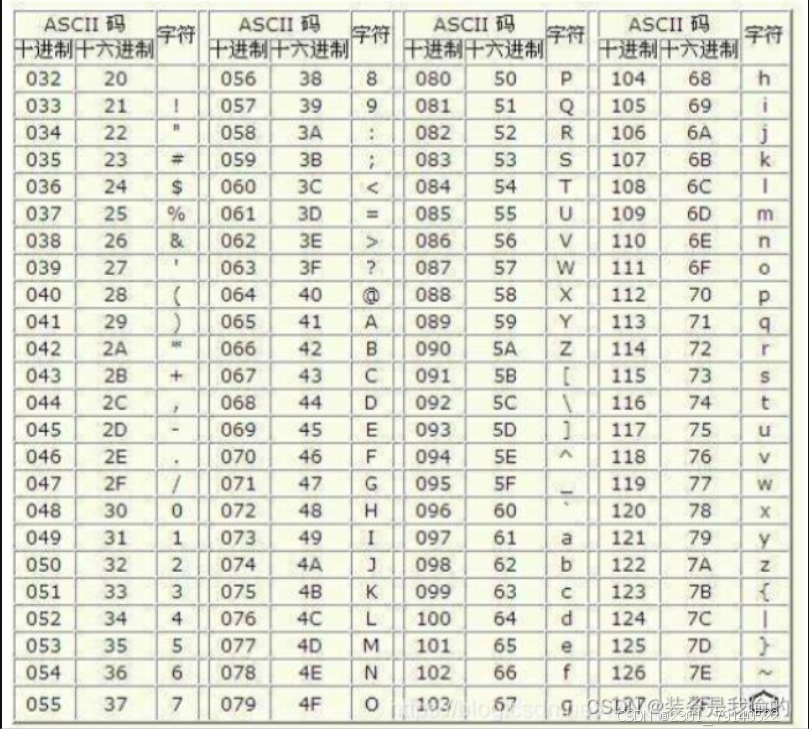 ASCII 码 字符 ASCII 码 字符 ASCII 码 字符 ASCII 码 字符
十进制 十六进制 十进制 十六进制 十进制 十六进制 十进制 十六进制
032 20 056 38 8 080 50 P 104 68 h
033 21 ! 057 39 9 081 51 Q 105 69 i
034 22 " 058 3A : 082 52 R 106 6A j
035 23 # 059 3B ; 083 53 S 107 6B k
036 24 $ 060 3C < 084 54 T 108 6C l
037 25 % 061 3D = 085 55 U 109 6D m
038 26 & 062 3E > 086 56 V 110 6E n
039 27 ' 063 3F ? 087 57 W 111 6F o
040 28 ( 064 40 @ 088 58 X 112 70 p
041 29 ) 065 41 A 089 59 Y 113 71 q
042 2A * 066 42 B 090 5A Z 114 72 r
043 2B + 067 43 C 091 5B [ 115 73 s
044 2C , 068 44 D 092 5C \ 116 74 t
045 2D - 069 45 E 093 5D ] 117 75 u
046 2E . 070 46 F 094 5E ^ 118 76 v
047 2F / 071 47 G 095 5F _ 119 77 w
048 30 0 072 48 H 096 60 ` 120 78 x
049 31 1 073 49 I 097 61 a 121 79 y
050 32 2 074 4A J 098 62 b 122 7A z
051 33 3 075 4B K 099 63 c 123 7B {
052 34 4 076 4C L 100 64 d 124 7C |
053 35 5 077 4D M 101 65 e 125 7D }
054 36 6 078 4E N 102 66 f 126 7E ~
055 37 7 079 4F O 103 67 g
CSDN @装备是我偷的